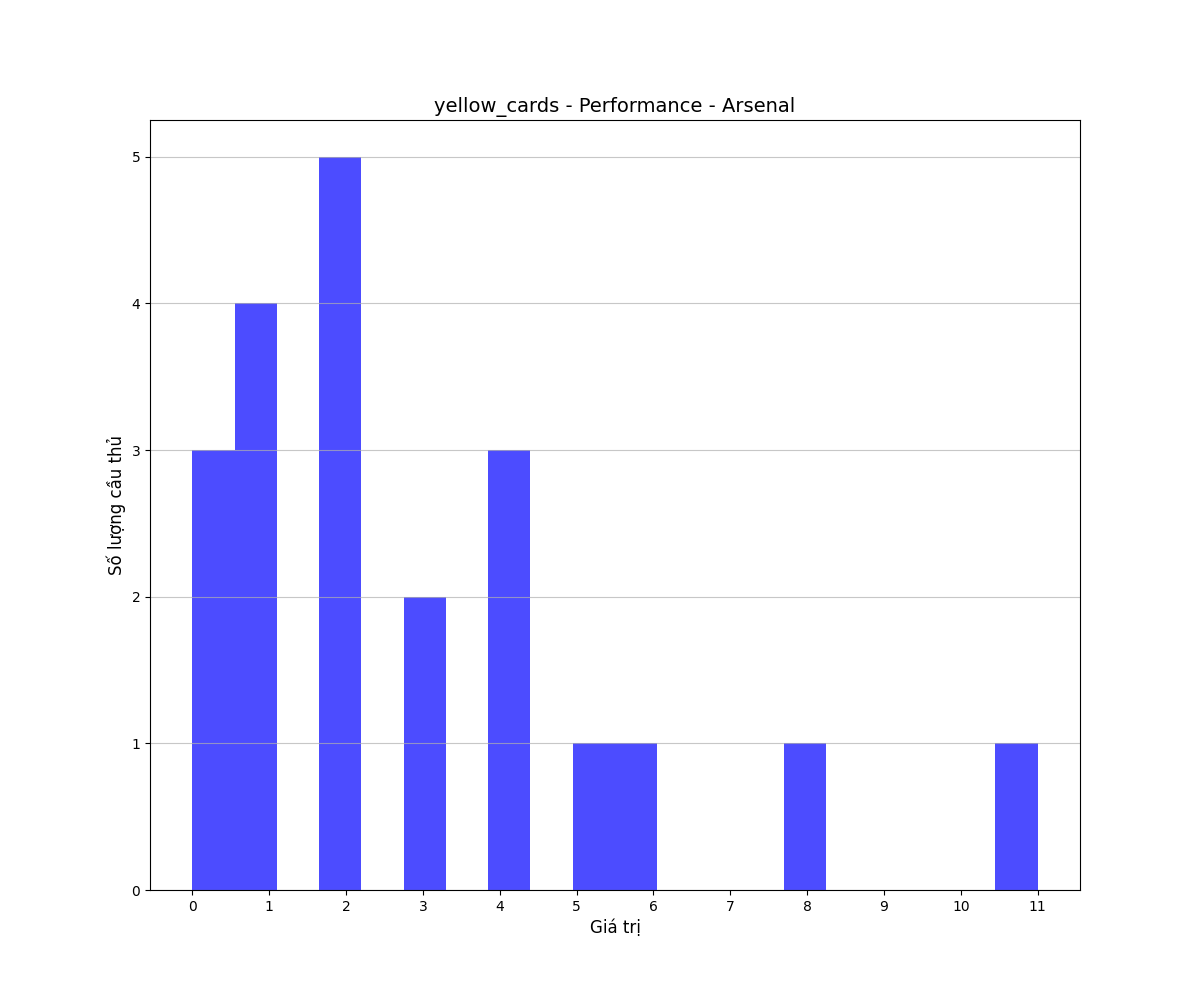 yellow_cards - Performance - Arsenal
Số lượng cầu thủ
5
4
3
2
1
0
0 1 2 3 4 5 6 7 8 9 10 11
Giá trị